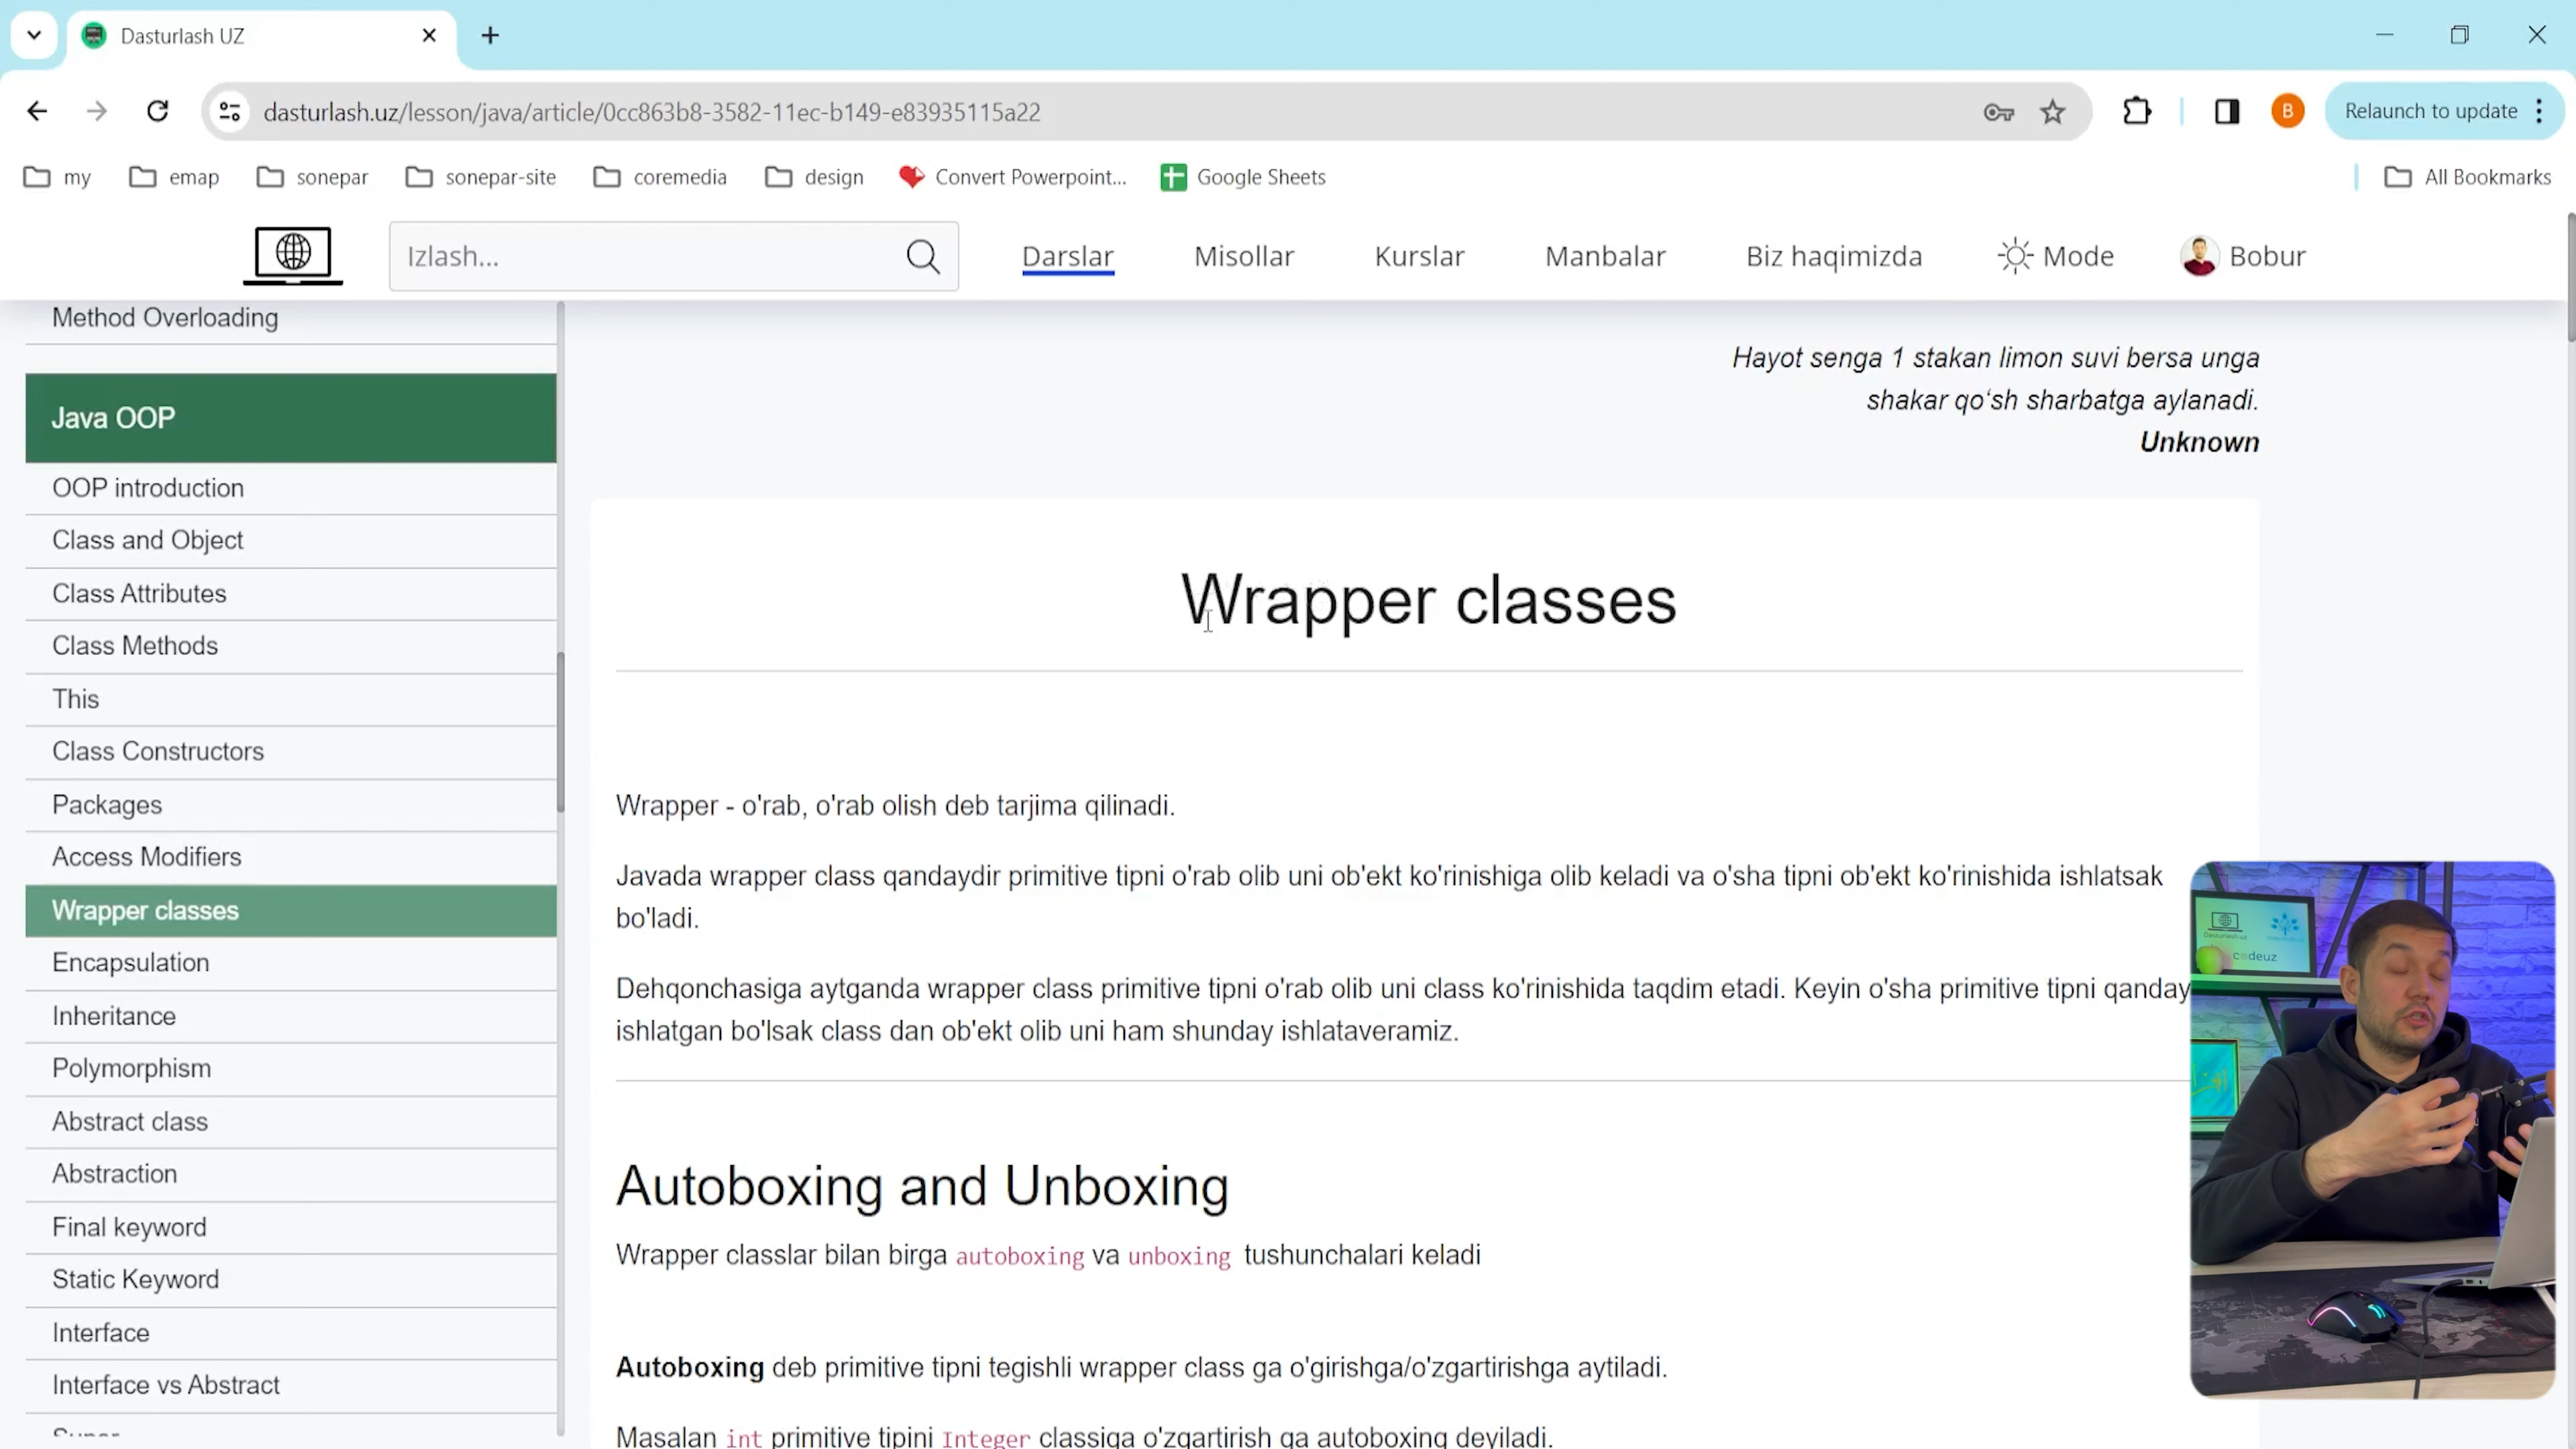 Dasturlash UZ
dasturlash.uz/lesson/java/article/0cc863b8-3582-11ec-b149-e83935115a22
B
Relaunch to update
my
emap
sonepar
sonepar-site
coremedia
design
Convert Powerpoint...
Google Sheets
All Bookmarks
Izlash...
Darslar
Misollar
Kurslar
Manbalar
Biz haqimizda
Mode
Bobur
Method Overloading
Java OOP
OOP introduction
Class and Object
Class Attributes
Class Methods
This
Class Constructors
Packages
Access Modifiers
Wrapper classes
Encapsulation
Inheritance
Polymorphism
Abstract class
Abstraction
Final keyword
Static Keyword
Interface
Interface vs Abstract
Super
Hayot senga 1 stakan limon suvi bersa unga
shakar qo‘sh sharbatga aylanadi.
Unknown
Wrapper classes
Wrapper - o'rab, o'rab olish deb tarjima qilinadi.
Javada wrapper class qandaydir primitive tipni o'rab olib uni ob'ekt ko'rinishiga olib keladi va o'sha tipni ob'ekt ko'rinishida ishlatsak
bo'ladi.
Dehqonchasiga aytganda wrapper class primitive tipni o'rab olib uni class ko'rinishida taqdim etadi. Keyin o'sha primitive tipni qanday
ishlatgan bo'lsak class dan ob'ekt olib uni ham shunday ishlataveramiz.
Autoboxing and Unboxing
Wrapper classlar bilan birga autoboxing va unboxing tushunchalari keladi
Autoboxing deb primitive tipni tegishli wrapper class ga o'girishga/o'zgartirishga aytiladi.
Masalan int primitive tipini Integer classiga o'zgartirish ga autoboxing deyiladi.
Dasturlash uz
codeuz